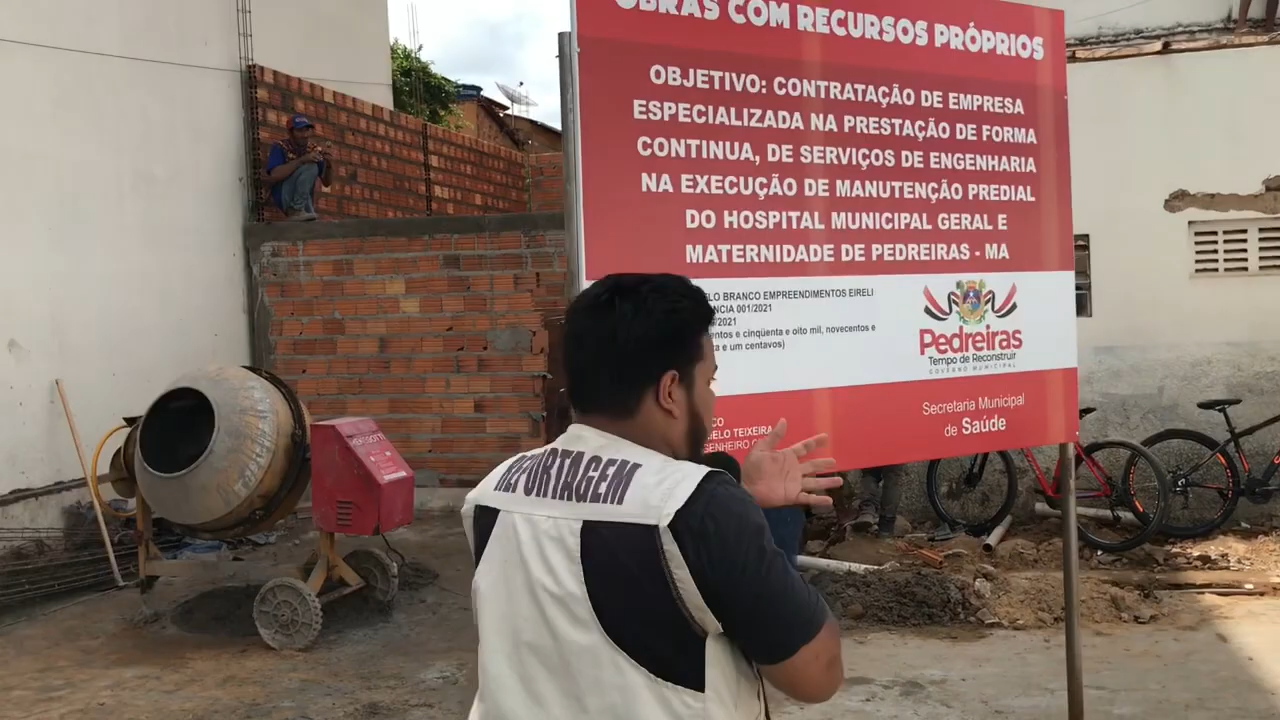 OBRAS COM RECURSOS PRÓPRIOS
OBJETIVO: CONTRATAÇÃO DE EMPRESA
ESPECIALIZADA NA PRESTAÇÃO DE FORMA
CONTINUA, DE SERVIÇOS DE ENGENHARIA
NA EXECUÇÃO DE MANUTENÇÃO PREDIAL
DO HOSPITAL MUNICIPAL GERAL E
MATERNIDADE DE PEDREIRAS - MA
BRANCO EMPREENDIMENTOS EIRELI
001/2021
/2021
e cinqüenta e oito mil, novecentos e
e um centavos)
Pedreiras
Tempo de Reconstruir
GOVERNO MUNICIPAL
TEIXEIRA
Secretaria Municipal
de Saúde
REPORTAGEM